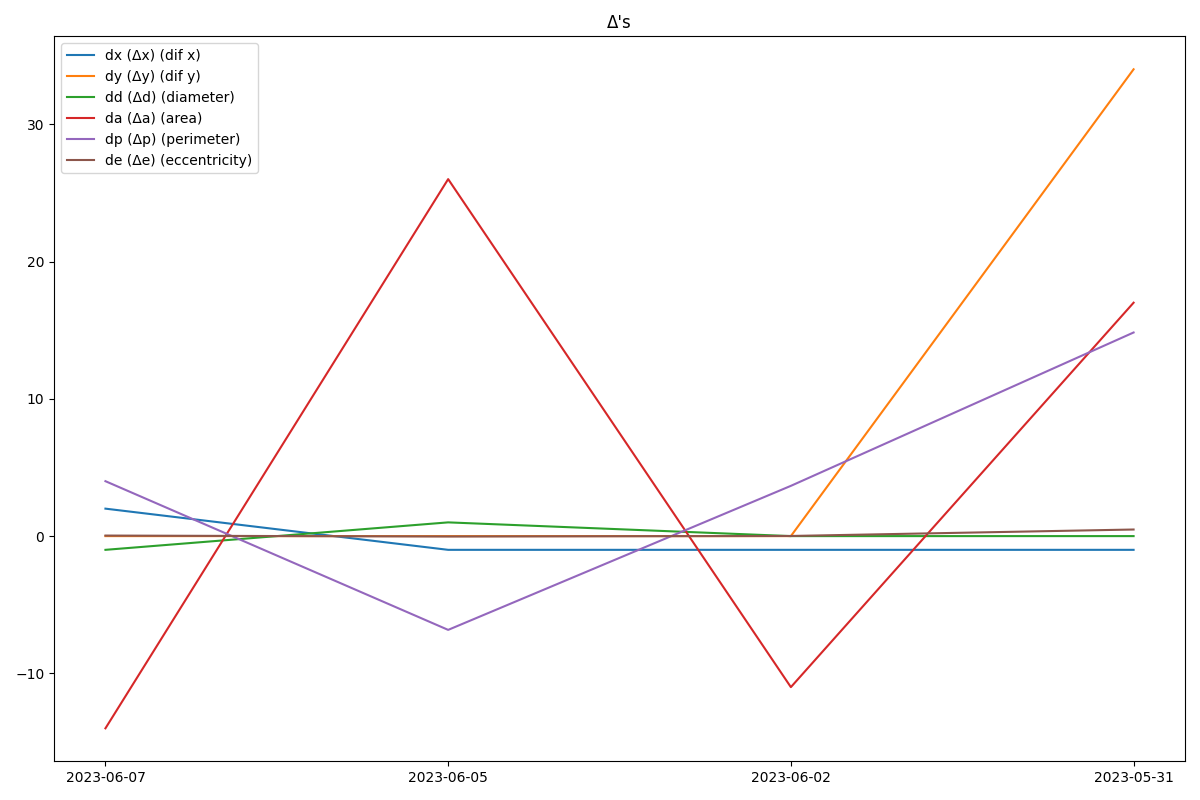 Δ's
dx (Δx) (dif x)
dy (Δy) (dif y)
dd (Δd) (diameter)
da (Δa) (area)
dp (Δp) (perimeter)
de (Δe) (eccentricity)
30
20
10
0
−10
2023-06-07
2023-06-05
2023-06-02
2023-05-31